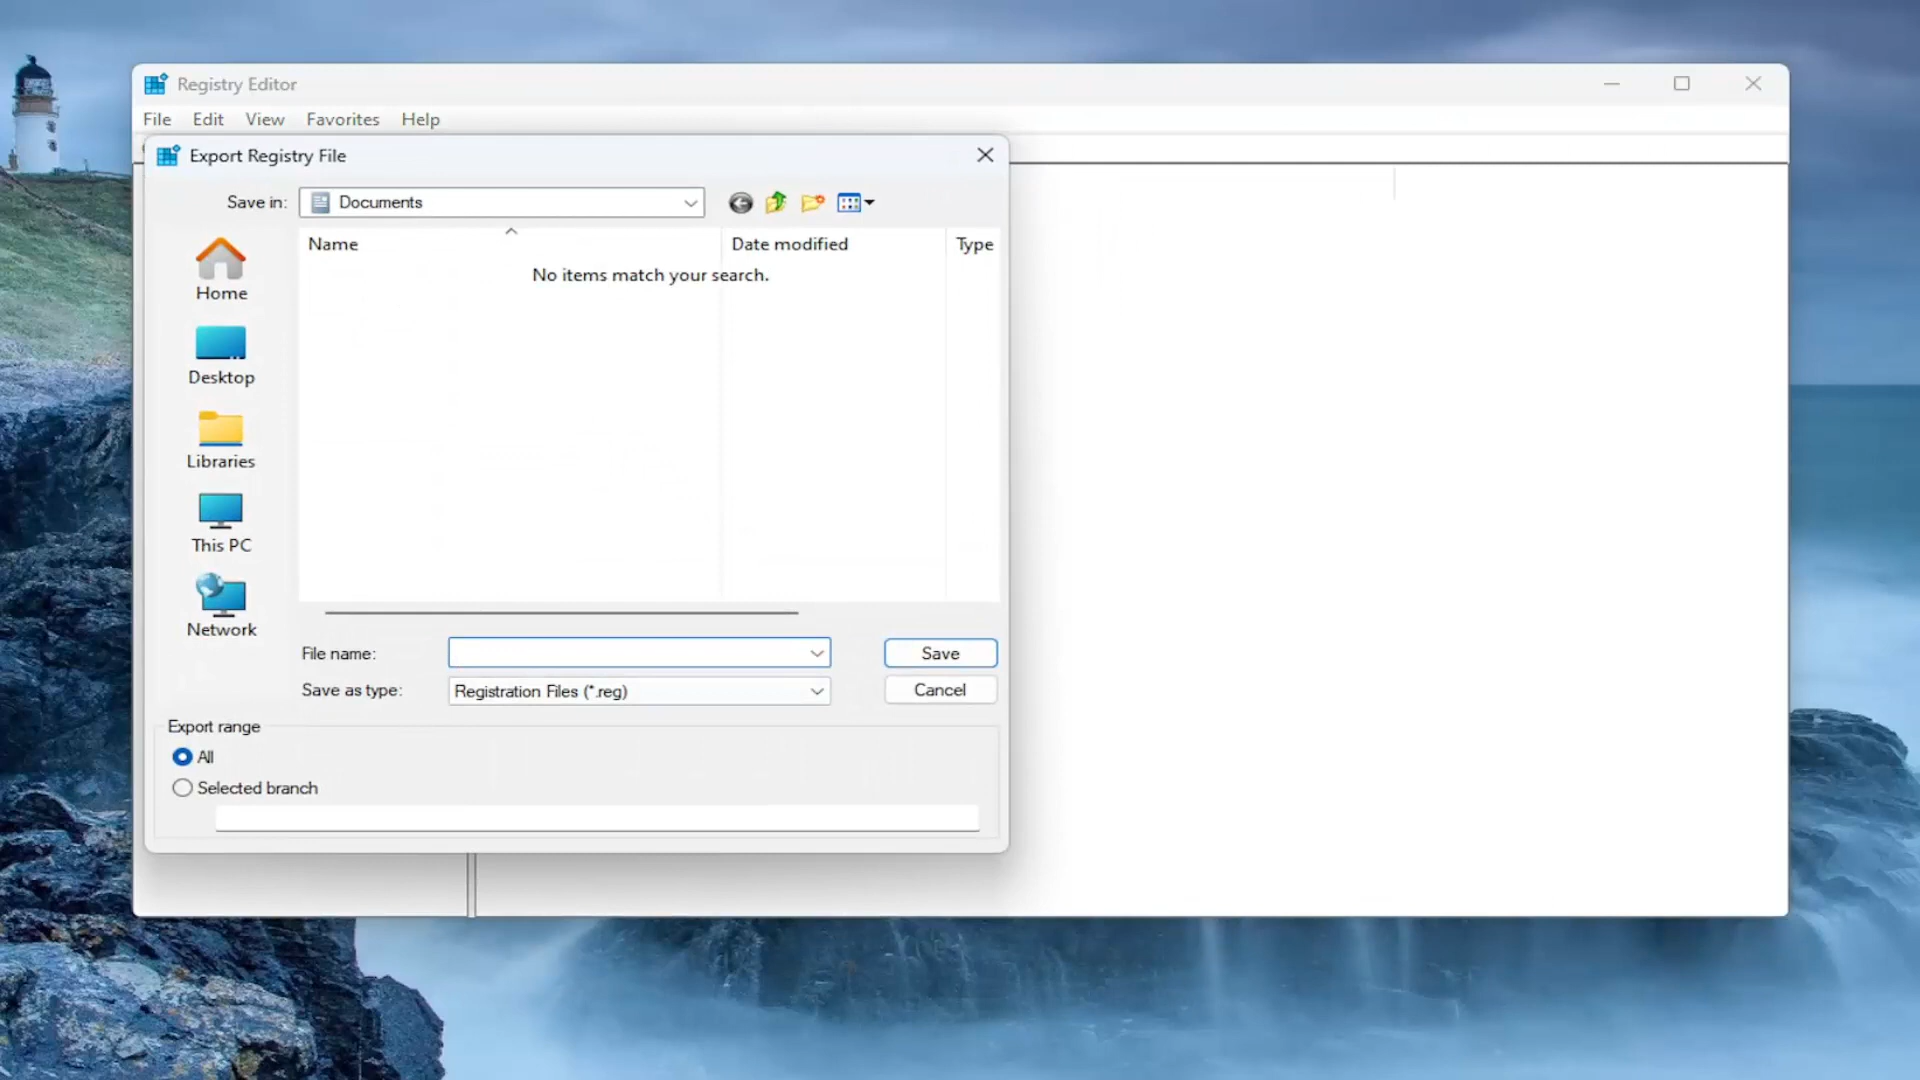 Registry Editor
File Edit View Favorites Help
Export Registry File
Save in: Documents
Name Date modified Type
No items match your search.
Home
Desktop
Libraries
This PC
Network
File name: Save
Save as type: Registration Files (*.reg) Cancel
Export range
All
Selected branch